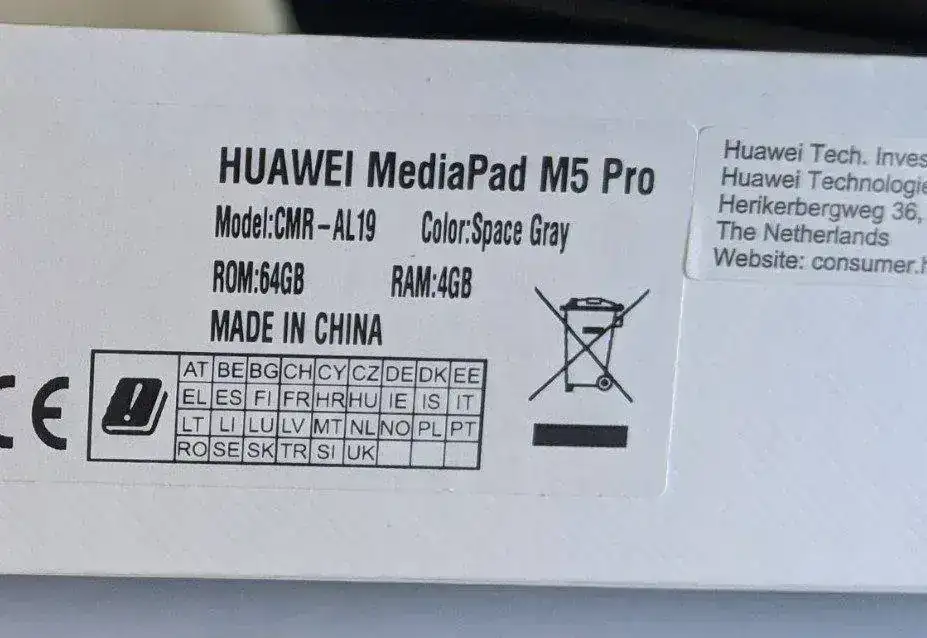 HUAWEI MediaPad M5 Pro
Model:CMR-AL19 Color:Space Gray
ROM:64GB RAM:4GB
MADE IN CHINA
CE
AT BE BG CH CY CZ DE DK EE
EL ES FI FR HR HU IE IS IT
LT LI LU LV MT NL NO PL PT
RO SE SK TR SI UK
Huawei Tech. Inves
Huawei Technologie
Herikerbergweg 36,
The Netherlands
Website: consumer.h